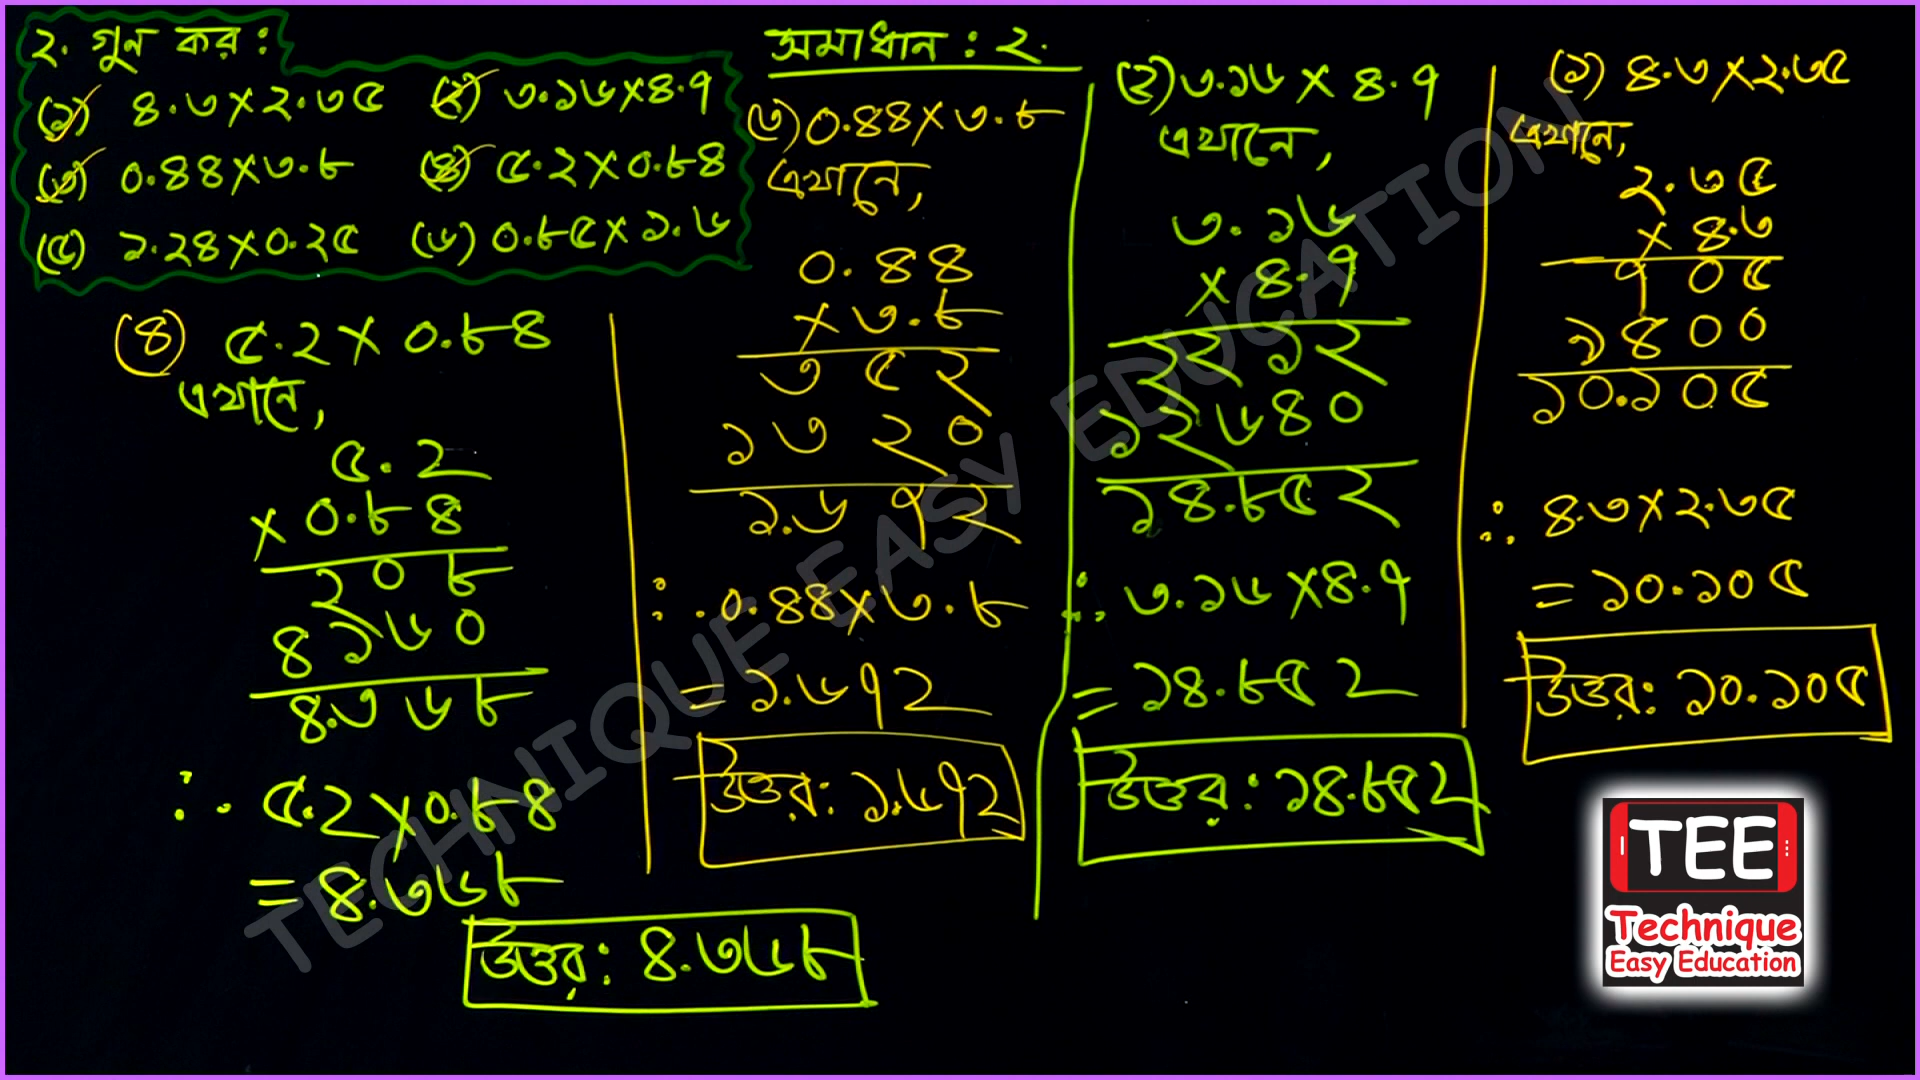 ২. গুন কর :
(১) ৪.৩×২.৩৫ (২) ৩.১৬×৪.৭
(৩) ০.৪৪×৩.৮ (৪) ৫.২×০.৮৪
(৫) ১.২৪×০.২৫ (৬) ০.৮৫×১.৬
সমাধান : ২.
(১) ৪.৩×২.৩৫
এখানে,
২.৩৫
×৪.৩
৭০৫
৯৪০০
১০.১০৫
∴ ৪.৩×২.৩৫
= ১০.১০৫
উত্তর: ১০.১০৫
(২) ৩.১৬×৪.৭
এখানে,
৩.১৬
×৪.৭
২২১২
১২৬৪০
১৪.৮৫২
∴ ৩.১৬×৪.৭
= ১৪.৮৫২
উত্তর: ১৪.৮৫২
(৩) ০.৪৪×৩.৮
এখানে,
০.৪৪
×৩.৮
৩৫২
১৩২০
১.৬৭২
∴ ০.৪৪×৩.৮
= ১.৬৭২
উত্তর: ১.৬৭২
(৪) ৫.২×০.৮৪
এখানে,
৫.২
×০.৮৪
২০৮
৪১৬০
৪.৩৬৮
∴ ৫.২×০.৮৪
= ৪.৩৬৮
উত্তর: ৪.৩৬৮
TECHNIQUE EASY EDUCATION
TEE
Technique
Easy Education